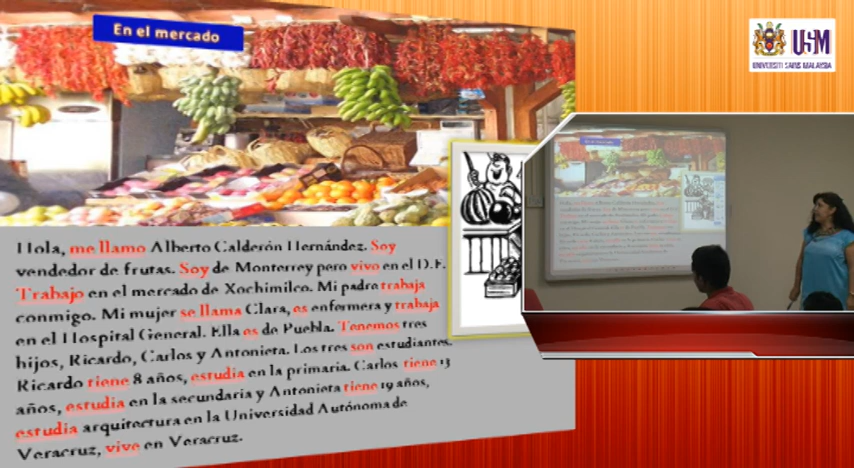 En el mercado
USM
UNIVERSITI SAINS MALAYSIA
Hola, me llamo Alberto Calderón Hernández. Soy
vendedor de frutas. Soy de Monterrey pero vivo en el D.F.
Trabajo en el mercado de Xochimilco. Mi padre trabaja
conmigo. Mi mujer se llama Clara, es enfermera y trabaja
en el Hospital General. Ella es de Puebla. Tenemos tres
hijos, Ricardo, Carlos y Antonieta. Los tres son estudiantes.
Ricardo tiene 8 años, estudia en la primaria. Carlos tiene 13
años, estudia en la secundaria y Antonieta tiene 19 años,
estudia arquitectura en la Universidad Autónoma de
Veracruz, vive en Veracruz.